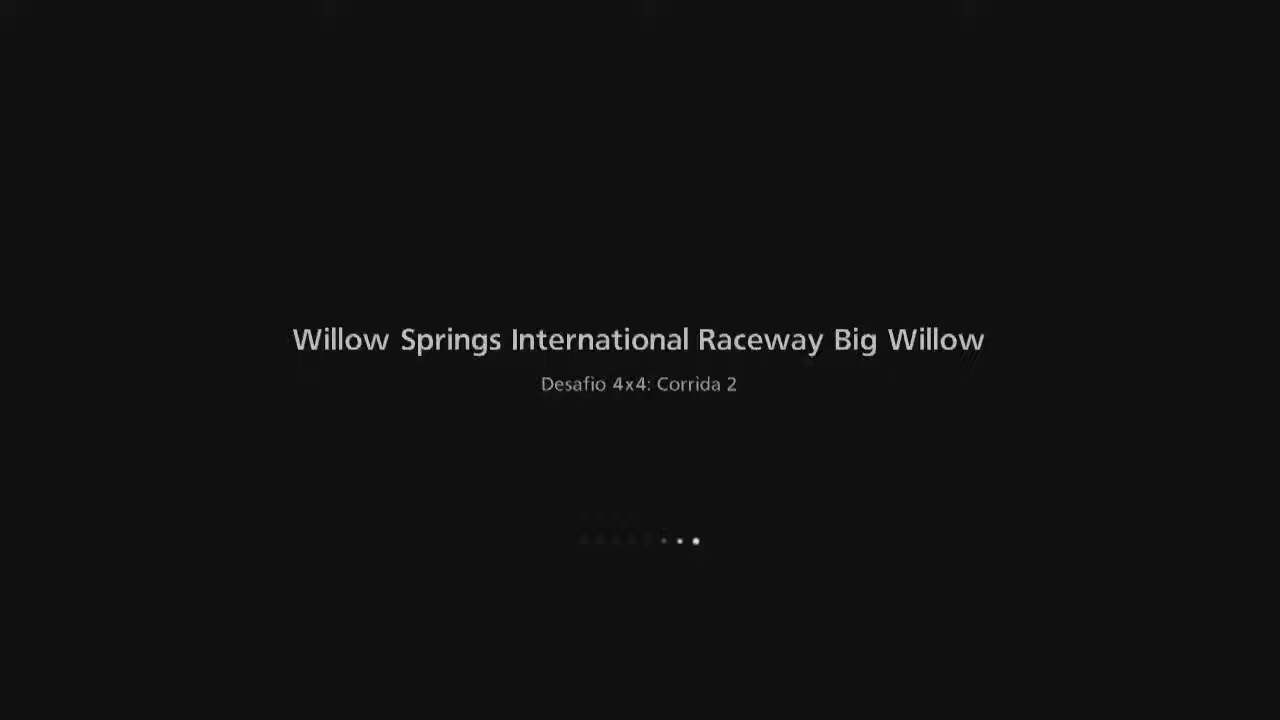 Willow Springs International Raceway Big Willow
Desafio 4x4: Corrida 2